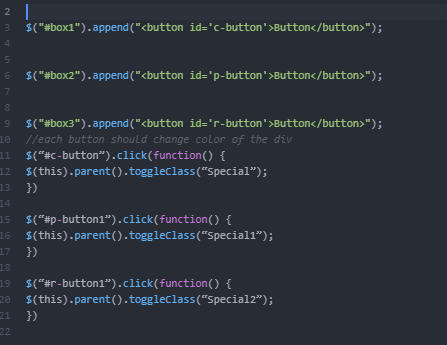 2
3 $("#box1").append("<button id='c-button'>Button</button>");
4
5
6 $("#box2").append("<button id='p-button'>Button</button>");
7
8
9 $("#box3").append("<button id='r-button'>Button</button>");
10 //each button should change color of the div
11 $(“#c-button”).click(function() {
12 $(this).parent().toggleClass(“Special”);
13 })
14
15 $(“#p-button1”).click(function() {
16 $(this).parent().toggleClass(“Special1”);
17 })
18
19 $(“#r-button1”).click(function() {
20 $(this).parent().toggleClass(“Special2”);
21 })
22